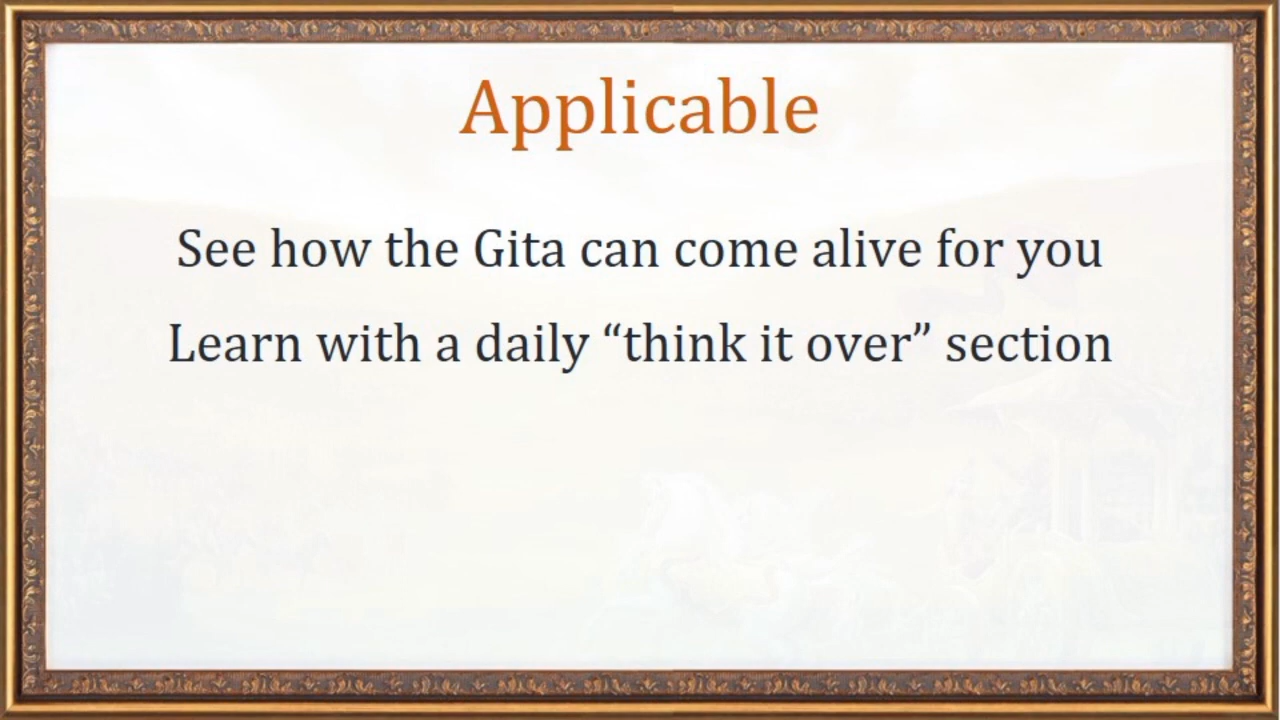 Applicable
See how the Gita can come alive for you
Learn with a daily “think it over” section